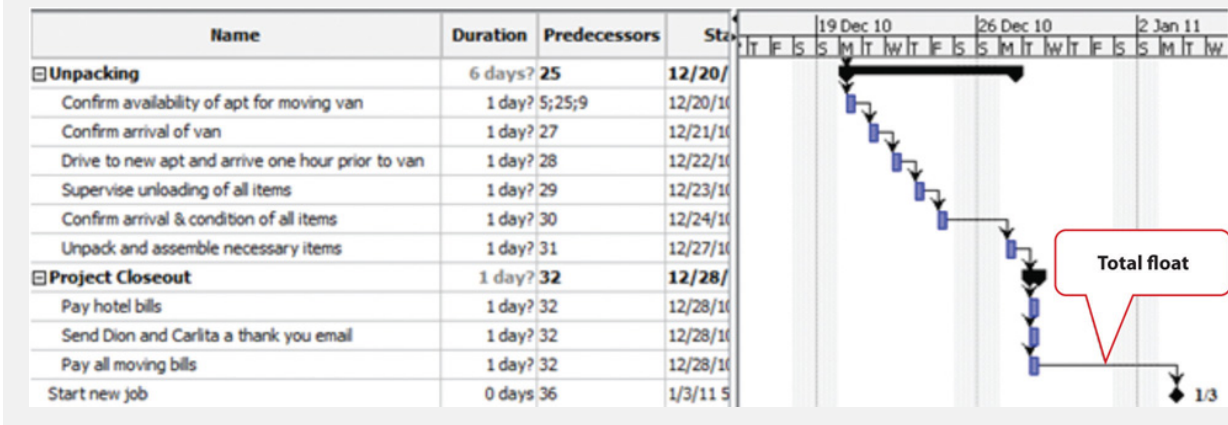 Name Duration Predecessors Sta 19 Dec 10 26 Dec 10 2 Jan 11
T F S S M T W T F S S M T W T F S S M T W
Unpacking 6 days? 25 12/20/
Confirm availability of apt for moving van 1 day? 5;25;9 12/20/10
Confirm arrival of van 1 day? 27 12/21/10
Drive to new apt and arrive one hour prior to van 1 day? 28 12/22/10
Supervise unloading of all items 1 day? 29 12/23/10
Confirm arrival & condition of all items 1 day? 30 12/24/10
Unpack and assemble necessary items 1 day? 31 12/27/10
Total float
Project Closeout 1 day? 32 12/28/
Pay hotel bills 1 day? 32 12/28/10
Send Dion and Carlita a thank you email 1 day? 32 12/28/10
Pay all moving bills 1 day? 32 12/28/10
Start new job 0 days 36 1/3/11 5 1/3